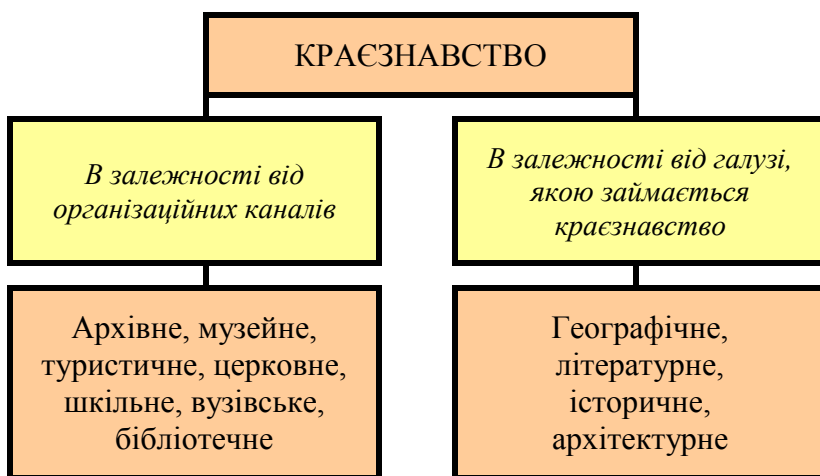 КРАЄЗНАВСТВО
В залежності від
організаційних каналів
В залежності від галузі,
якою займається
краєзнавство
Архівне, музейне,
туристичне, церковне,
шкільне, вузівське,
бібліотечне
Географічне,
літературне,
історичне,
архітектурне